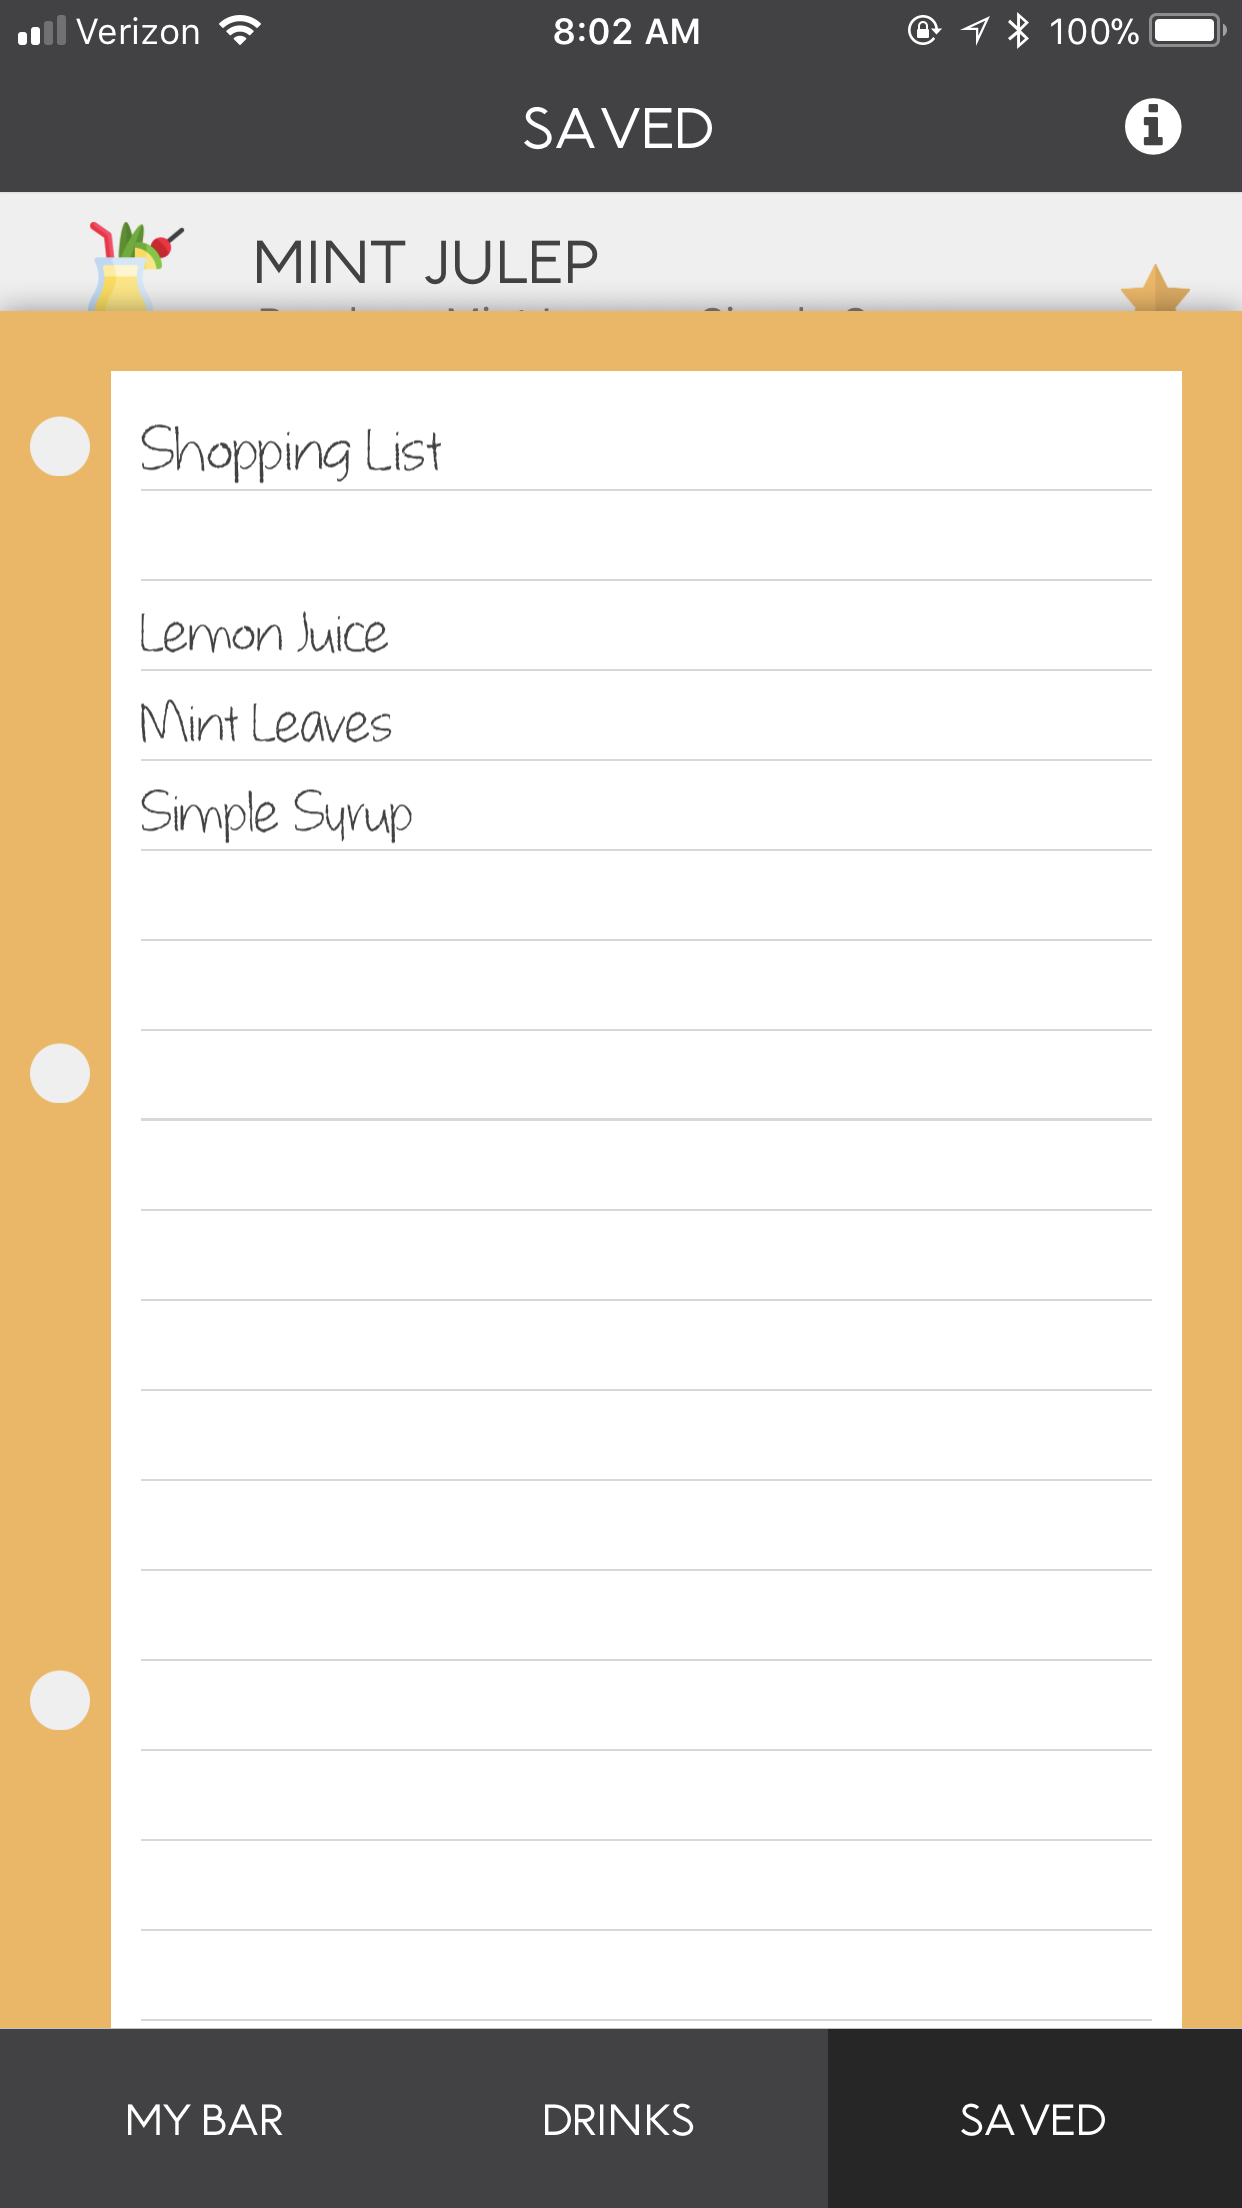 Verizon 8:02 AM 100%
SAVED
MINT JULEP
Shopping List
Lemon Juice
Mint Leaves
Simple Syrup
MY BAR DRINKS SAVED